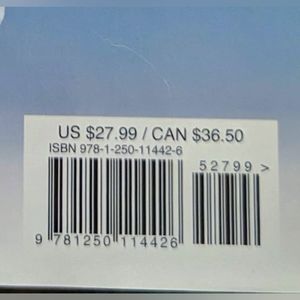 US $27.99 / CAN $36.50
ISBN 978-1-250-11442-6
52799 >
9 781250 114426